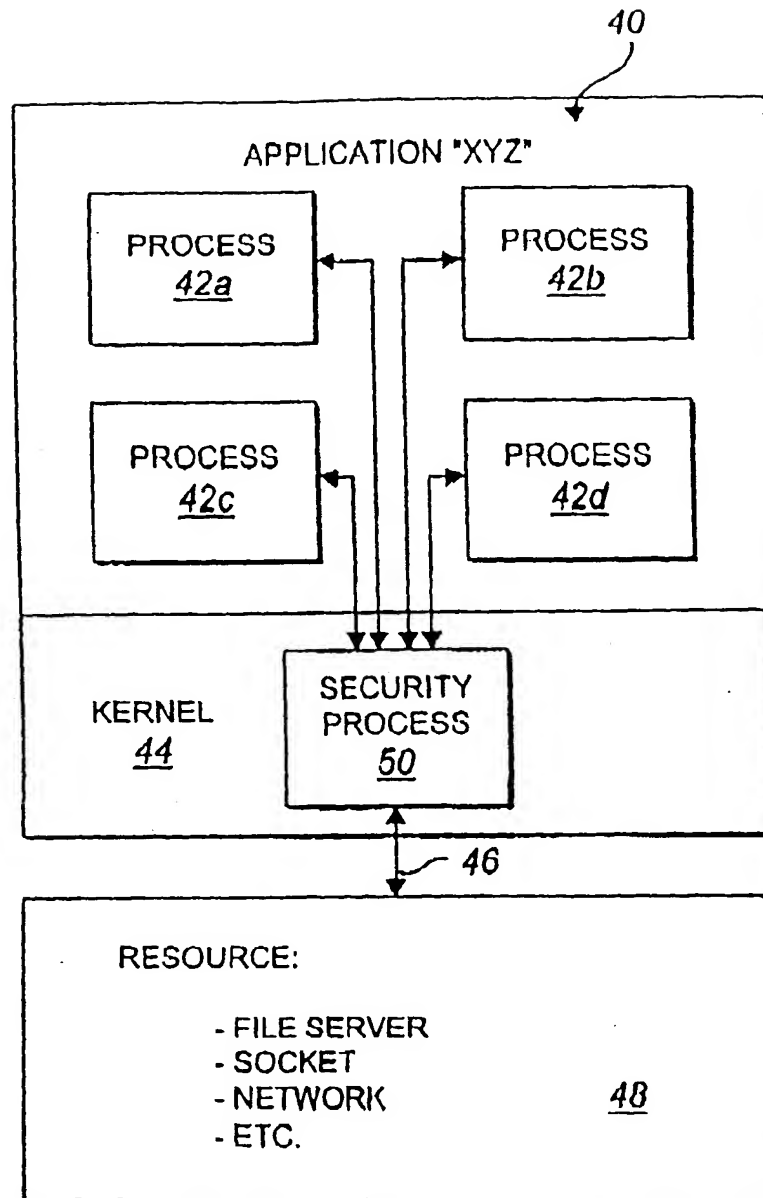 40
APPLICATION "XYZ"
PROCESS
42a
PROCESS
42b
PROCESS
42c
PROCESS
42d
KERNEL
44
SECURITY
PROCESS
50
46
RESOURCE:
- FILE SERVER
- SOCKET
- NETWORK
- ETC.
48